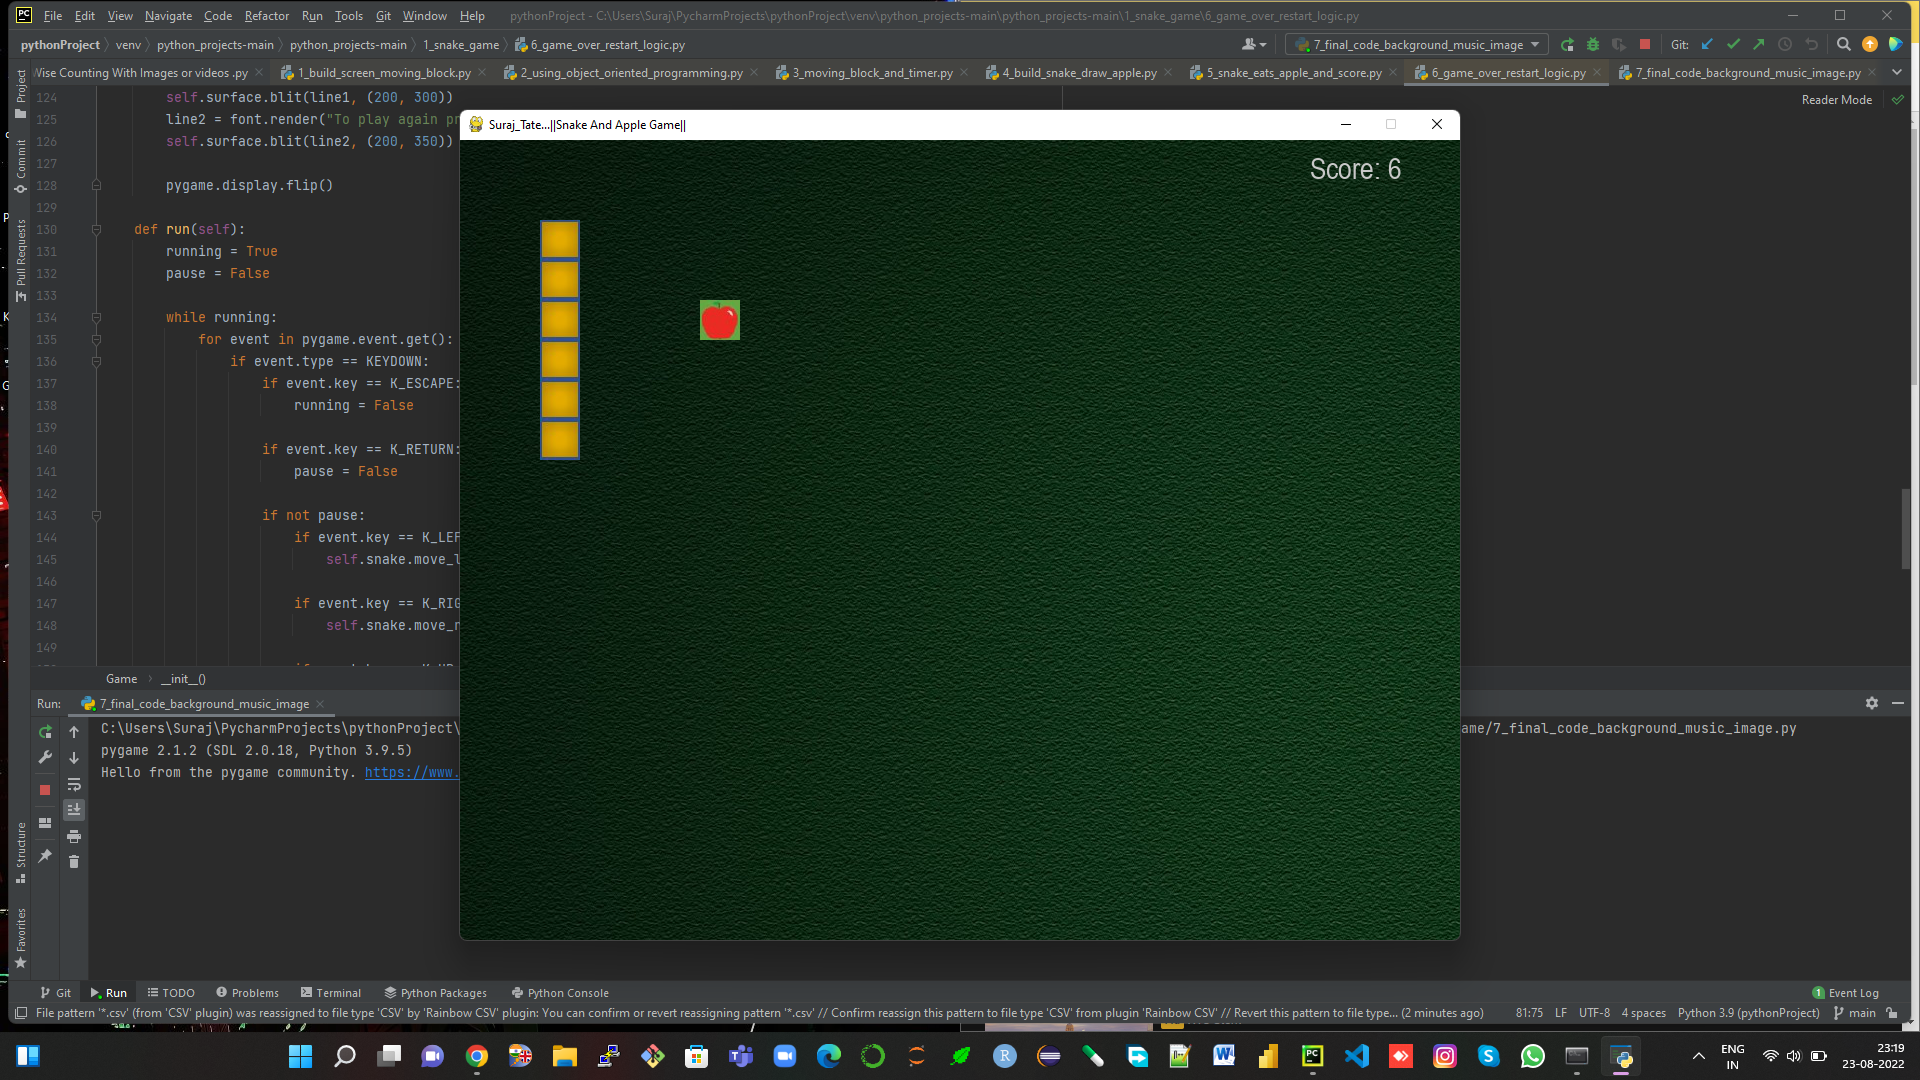 File Edit View Navigate Code Refactor Run Tools Git Window Help pythonProject - C:\Users\Suraj\PycharmProjects\pythonProject\venv\python_projects-main\python_projects-main\1_snake_game\6_game_over_restart_logic.py
pythonProject venv python_projects-main python_projects-main 1_snake_game 6_game_over_restart_logic.py 7_final_code_background_music_image Git:
Wise Counting With Images or videos .py 1_build_screen_moving_block.py 2_using_object_oriented_programming.py 3_moving_block_and_timer.py 4_build_snake_draw_apple.py 5_snake_eats_apple_and_score.py 6_game_over_restart_logic.py 7_final_code_background_music_image.py
Reader Mode
Project
Commit
Pull Requests
Structure
Favorites
124 self.surface.blit(line1, (200, 300))
125 line2 = font.render("To play again pr
126 self.surface.blit(line2, (200, 350))
127
128 pygame.display.flip()
129
130 def run(self):
131 running = True
132 pause = False
133
134 while running:
135 for event in pygame.event.get():
136 if event.type == KEYDOWN:
137 if event.key == K_ESCAPE:
138 running = False
139
140 if event.key == K_RETURN:
141 pause = False
142
143 if not pause:
144 if event.key == K_LEF
145 self.snake.move_l
146
147 if event.key == K_RIG
148 self.snake.move_r
149
Suraj_Tate...||Snake And Apple Game||
Score: 6
Game __init__()
Run: 7_final_code_background_music_image
C:\Users\Suraj\PycharmProjects\pythonProject\ ame/7_final_code_background_music_image.py
pygame 2.1.2 (SDL 2.0.18, Python 3.9.5)
Hello from the pygame community. https://www.
Git Run TODO Problems Terminal Python Packages Python Console 1 Event Log
File pattern '*.csv' (from 'CSV' plugin) was reassigned to file type 'CSV' by 'Rainbow CSV' plugin: You can confirm or revert reassigning pattern '*.csv' // Confirm reassign this pattern to file type 'CSV' from plugin 'Rainbow CSV' // Revert this pattern to file type... (2 minutes ago) 81:75 LF UTF-8 4 spaces Python 3.9 (pythonProject) main
ENG
IN
23:19
23-08-2022